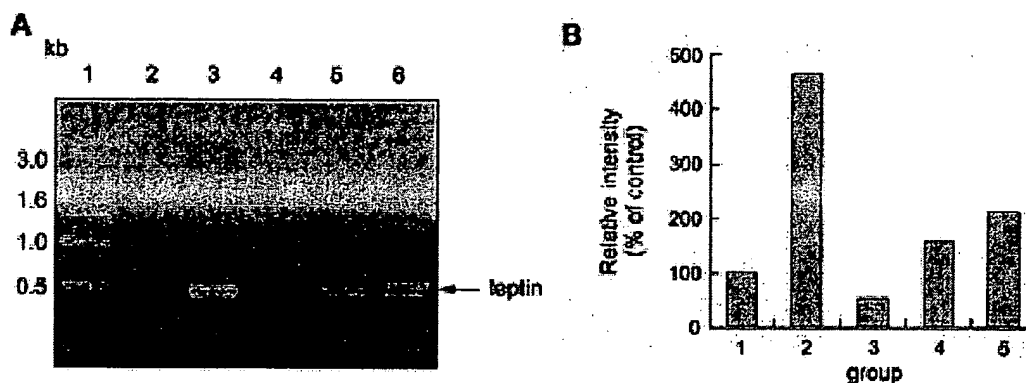 A
kb
1 2 3 4 5 6
3.0
1.6
1.0
0.5
leptin
B
Relative intensity
(% of control)
500
400
300
200
100
0
1 2 3 4 5
group